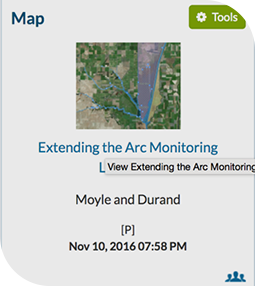 Map
Tools
Extending the Arc Monitoring
L
View Extending the Arc Monitoring
Moyle and Durand
[P]
Nov 10, 2016 07:58 PM